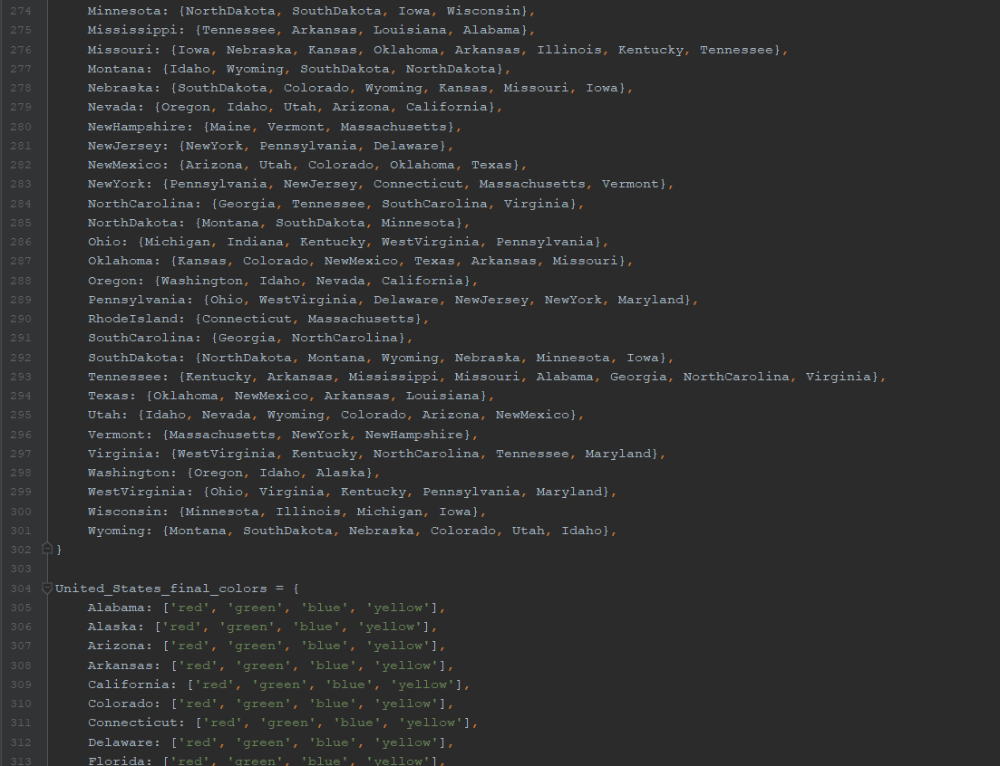 274 Minnesota: {NorthDakota, SouthDakota, Iowa, Wisconsin},
275 Mississippi: {Tennessee, Arkansas, Louisiana, Alabama},
276 Missouri: {Iowa, Nebraska, Kansas, Oklahoma, Arkansas, Illinois, Kentucky, Tennessee},
277 Montana: {Idaho, Wyoming, SouthDakota, NorthDakota},
278 Nebraska: {SouthDakota, Colorado, Wyoming, Kansas, Missouri, Iowa},
279 Nevada: {Oregon, Idaho, Utah, Arizona, California},
280 NewHampshire: {Maine, Vermont, Massachusetts},
281 NewJersey: {NewYork, Pennsylvania, Delaware},
282 NewMexico: {Arizona, Utah, Colorado, Oklahoma, Texas},
283 NewYork: {Pennsylvania, NewJersey, Connecticut, Massachusetts, Vermont},
284 NorthCarolina: {Georgia, Tennessee, SouthCarolina, Virginia},
285 NorthDakota: {Montana, SouthDakota, Minnesota},
286 Ohio: {Michigan, Indiana, Kentucky, WestVirginia, Pennsylvania},
287 Oklahoma: {Kansas, Colorado, NewMexico, Texas, Arkansas, Missouri},
288 Oregon: {Washington, Idaho, Nevada, California},
289 Pennsylvania: {Ohio, WestVirginia, Delaware, NewJersey, NewYork, Maryland},
290 RhodeIsland: {Connecticut, Massachusetts},
291 SouthCarolina: {Georgia, NorthCarolina},
292 SouthDakota: {NorthDakota, Montana, Wyoming, Nebraska, Minnesota, Iowa},
293 Tennessee: {Kentucky, Arkansas, Mississippi, Missouri, Alabama, Georgia, NorthCarolina, Virginia},
294 Texas: {Oklahoma, NewMexico, Arkansas, Louisiana},
295 Utah: {Idaho, Nevada, Wyoming, Colorado, Arizona, NewMexico},
296 Vermont: {Massachusetts, NewYork, NewHampshire},
297 Virginia: {WestVirginia, Kentucky, NorthCarolina, Tennessee, Maryland},
298 Washington: {Oregon, Idaho, Alaska},
299 WestVirginia: {Ohio, Virginia, Kentucky, Pennsylvania, Maryland},
300 Wisconsin: {Minnesota, Illinois, Michigan, Iowa},
301 Wyoming: {Montana, SouthDakota, Nebraska, Colorado, Utah, Idaho},
302 }
303
304 United_States_final_colors = {
305 Alabama: ['red', 'green', 'blue', 'yellow'],
306 Alaska: ['red', 'green', 'blue', 'yellow'],
307 Arizona: ['red', 'green', 'blue', 'yellow'],
308 Arkansas: ['red', 'green', 'blue', 'yellow'],
309 California: ['red', 'green', 'blue', 'yellow'],
310 Colorado: ['red', 'green', 'blue', 'yellow'],
311 Connecticut: ['red', 'green', 'blue', 'yellow'],
312 Delaware: ['red', 'green', 'blue', 'yellow'],
313 Florida: ['red', 'green', 'blue', 'yellow'],